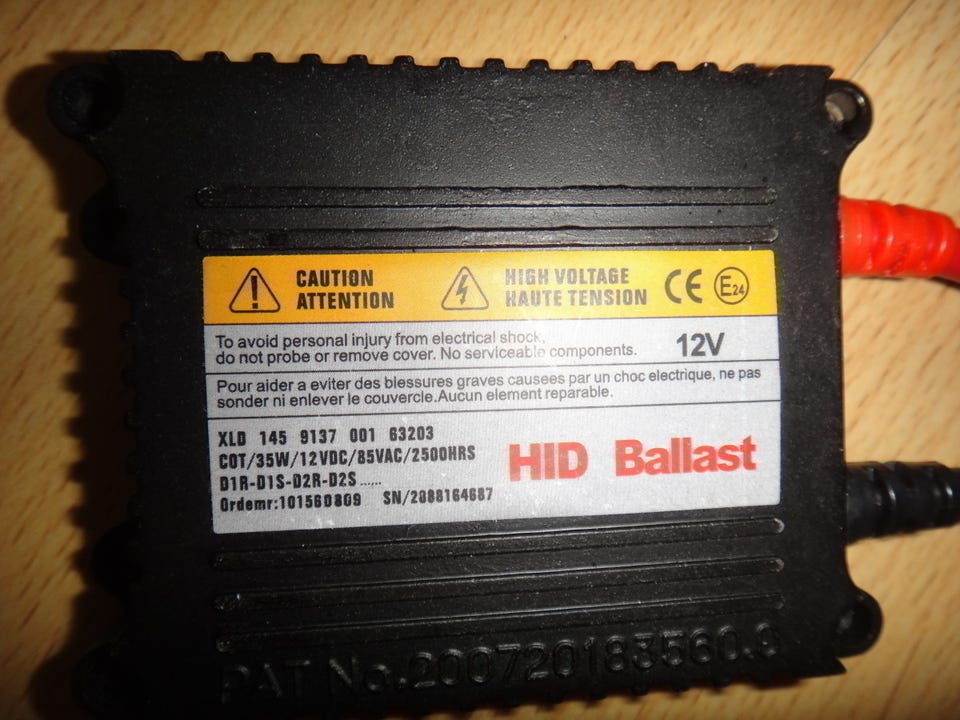 CAUTION
ATTENTION
HIGH VOLTAGE
HAUTE TENSION
CE E24
To avoid personal injury from electrical shock,
do not probe or remove cover. No serviceable components.
12V
Pour aider a eviter des blessures graves causees par un choc electrique, ne pas
sonder ni enlever le couvercle.Aucun element reparable.
XLD 145 9137 001 63203
COT/35W/12VDC/85VAC/2500HRS
D1R-D1S-D2R-D2S......
Ordemr:101560809 SN/2088164687
HID Ballast
PAT No.200720183560.9